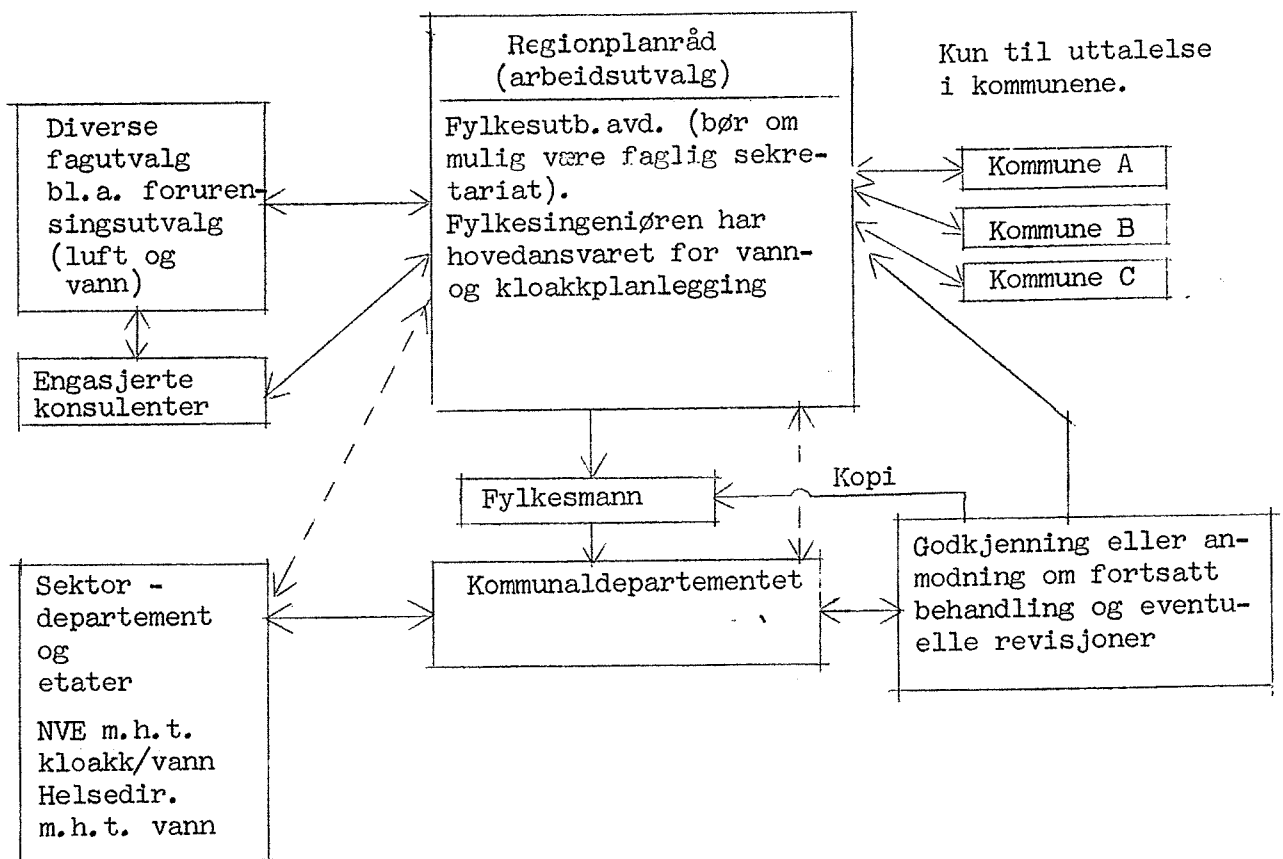 Regionplanråd
(arbeidsutvalg)
Fylkesutb.avd. (bør om
mulig være faglig sekre-
tariat).
Fylkesingeniøren har
hovedansvaret for vann-
og kloakkplanlegging
Kun til uttalelse
i kommunene.
Diverse
fagutvalg
bl.a. foruren-
singsutvalg
(luft og
vann)
Kommune A
Kommune B
Kommune C
Engasjerte
konsulenter
Fylkesmann
Kopi
Sektor -
departement
og
etater
NVE m.h.t.
kloakk/vann
Helsedir.
m.h.t. vann
Kommunaldepartementet
Godkjenning eller an-
modning om fortsatt
behandling og eventu-
elle revisjoner